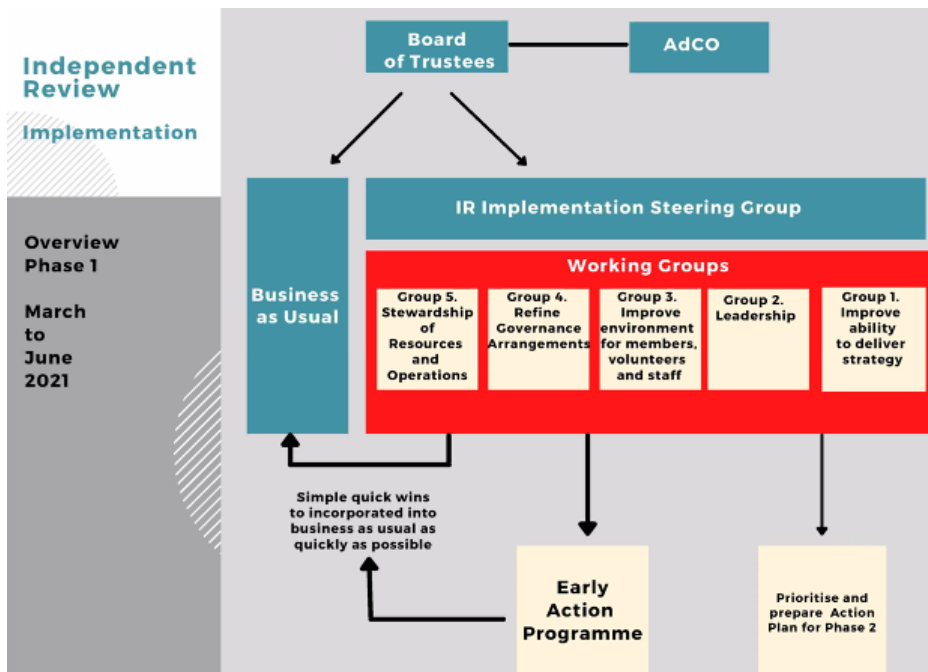 Independent
Review
Implementation
Overview
Phase 1
March
to
June
2021
Board
of Trustees
AdCO
Business
as Usual
IR Implementation Steering Group
Working Groups
Group 5.
Stewardship
of
Resources
and
Operations
Group 4.
Refine
Governance
Arrangements
Group 3.
Improve
environment
for members,
volunteers
and staff
Group 2.
Leadership
Group 1.
Improve
ability
to deliver
strategy
Simple quick wins
to incorporated into
business as usual as
quickly as possible
Early
Action
Programme
Prioritise and
prepare Action
Plan for Phase 2